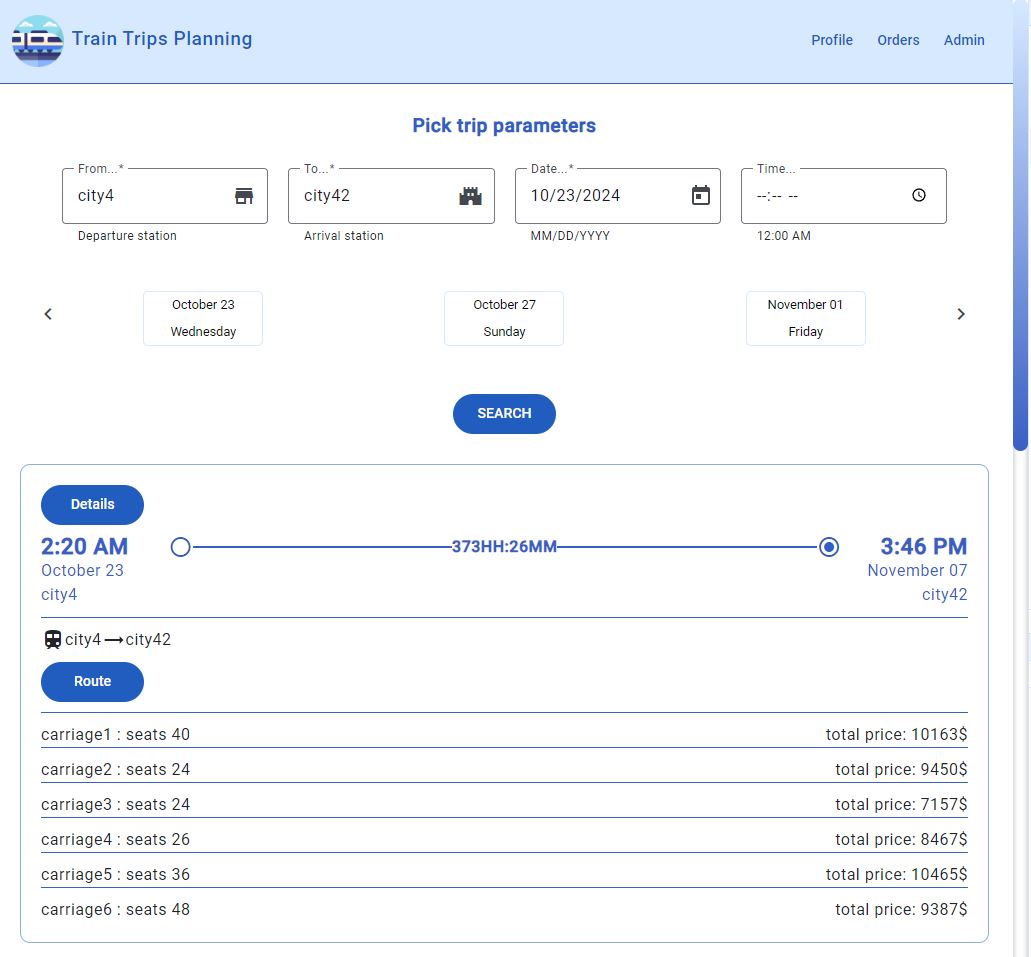 Train Trips Planning
Profile Orders Admin
Pick trip parameters
From...* To...* Date...* Time...
city4 city42 10/23/2024 --:-- --
Departure station Arrival station MM/DD/YYYY 12:00 AM
October 23 October 27 November 01
Wednesday Sunday Friday
SEARCH
Details
2:20 AM 373HH:26MM 3:46 PM
October 23 November 07
city4 city42
city4 city42
Route
carriage1 : seats 40 total price: 10163$
carriage2 : seats 24 total price: 9450$
carriage3 : seats 24 total price: 7157$
carriage4 : seats 26 total price: 8467$
carriage5 : seats 36 total price: 10465$
carriage6 : seats 48 total price: 9387$